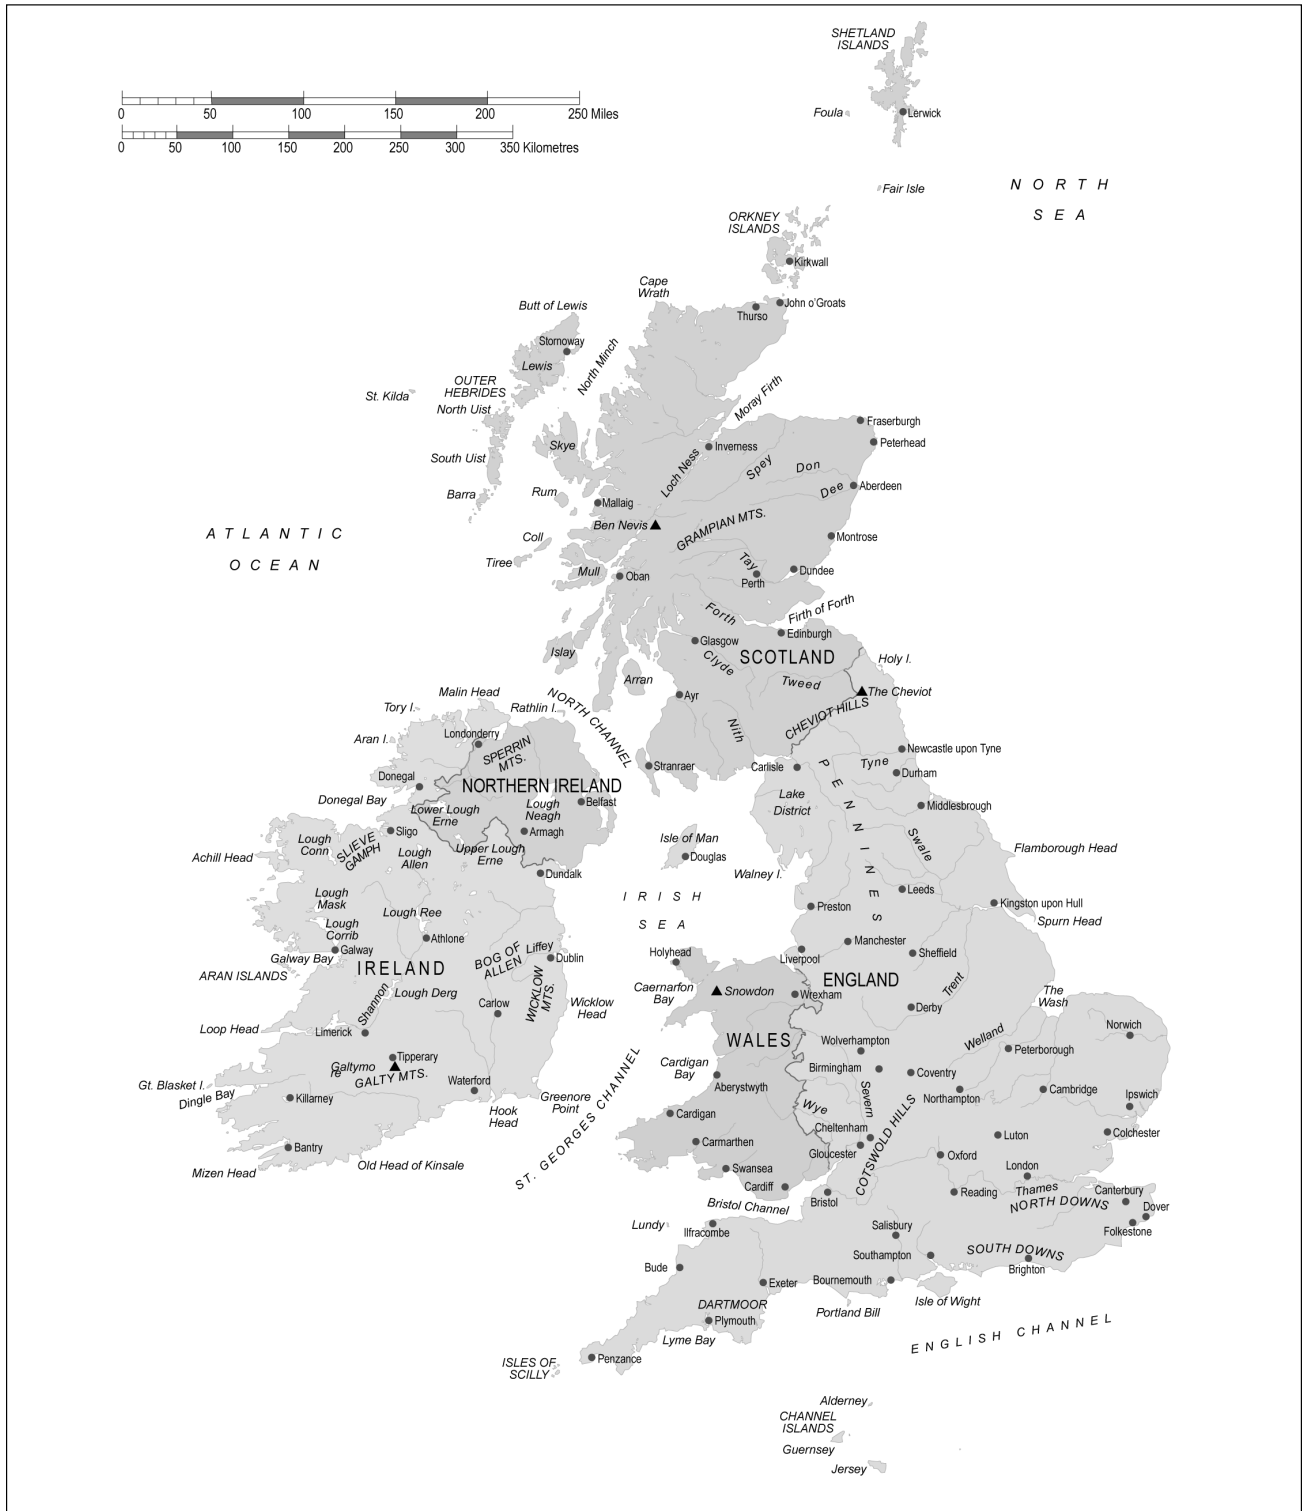 SHETLAND
ISLANDS
0 50 100 150 200 250 Miles
Foula
Lerwick
0 50 100 150 200 250 300 350 Kilometres
NORTH
SEA
Fair Isle
ORKNEY
ISLANDS
Kirkwall
Cape
Wrath
Butt of Lewis
John o'Groats
Thurso
Stornoway
Lewis
North Minch
OUTER
HEBRIDES
St. Kilda
North Uist
Moray Firth
Fraserburgh
Peterhead
Skye
Inverness
South Uist
Loch Ness
Spey
Don
Dee
Aberdeen
Barra
Rum
Mallaig
Ben Nevis
GRAMPIAN MTS.
ATLANTIC
OCEAN
Coll
Montrose
Tiree
Mull
Oban
Tay
Perth
Dundee
Forth
Firth of Forth
Glasgow
Edinburgh
Islay
Clyde
SCOTLAND
Holy I.
Arran
Tweed
Malin Head
Ayr
The Cheviot
Tory I.
Rathlin I.
NORTH CHANNEL
CHEVIOT HILLS
Nith
Aran I.
Londonderry
SPERRIN
MTS.
Newcastle upon Tyne
Stranraer
Carlisle
Tyne
Durham
Donegal
NORTHERN IRELAND
PENNINES
Donegal Bay
Lower Lough
Erne
Lough
Neagh
Belfast
Lake
District
Middlesbrough
Sligo
Armagh
Isle of Man
Swale
Lough
Conn
SLIEVE
GAMPH
Lough
Allen
Upper Lough
Erne
Achill Head
Douglas
Flamborough Head
Dundalk
Walney I.
Lough
Mask
IRISH
SEA
Leeds
Lough Ree
Preston
Kingston upon Hull
Spurn Head
Lough
Corrib
Athlone
Galway
Galway Bay
BOG OF
ALLEN
Liffey
Dublin
Holyhead
Manchester
Liverpool
Sheffield
ARAN ISLANDS
IRELAND
ENGLAND
Trent
Shannon
Lough Derg
WICKLOW
MTS.
Caernarfon
Bay
Snowdon
Wrexham
The
Wash
Carlow
Wicklow
Head
Derby
Loop Head
Limerick
WALES
Norwich
Wolverhampton
Welland
Peterborough
Tipperary
Galtymo
re
GALTY MTS.
Cardigan
Bay
Birmingham
Coventry
Gt. Blasket I.
Dingle Bay
Waterford
Aberystwyth
Severn
Northampton
Cambridge
Ipswich
Killarney
Greenore
Point
Hook
Head
ST. GEORGES CHANNEL
Cardigan
Wye
COTSWOLD HILLS
Cheltenham
Luton
Colchester
Bantry
Carmarthen
Gloucester
Oxford
Mizen Head
Old Head of Kinsale
Swansea
London
Cardiff
Bristol
Reading
Thames
NORTH DOWNS
Canterbury
Dover
Folkestone
Bristol Channel
Lundy
Ilfracombe
Salisbury
Southampton
SOUTH DOWNS
Brighton
Bude
Exeter
Bournemouth
DARTMOOR
Isle of Wight
Portland Bill
Plymouth
Lyme Bay
ENGLISH CHANNEL
ISLES OF
SCILLY
Penzance
Alderney
CHANNEL
ISLANDS
Guernsey
Jersey